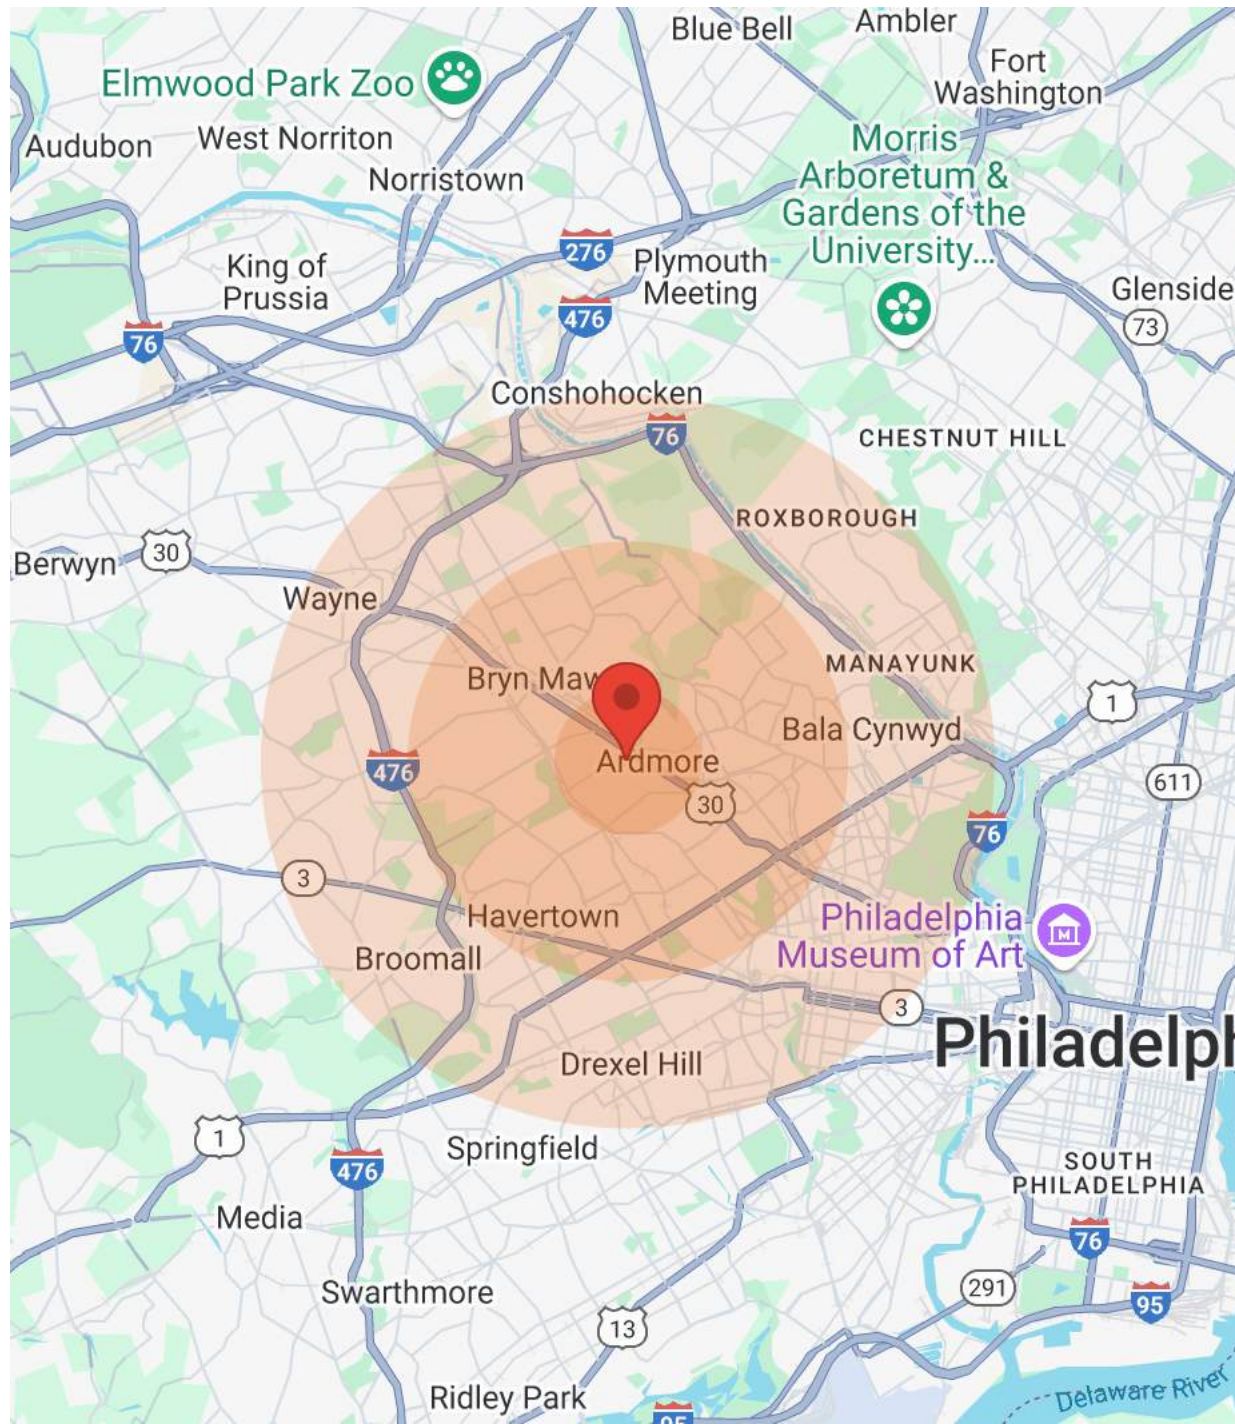 Blue Bell
Ambler
Elmwood Park Zoo
Fort
Washington
Audubon
West Norriton
Norristown
Morris
Arboretum &
Gardens of the
University...
276
King of
Prussia
Plymouth
Meeting
Glenside
476
73
76
Conshohocken
76
CHESTNUT HILL
ROXBOROUGH
Berwyn
30
Wayne
MANAYUNK
Bryn Maw
1
Bala Cynwyd
476
Ardmore
611
30
76
3
Havertown
Philadelphia
Museum of Art
M
Broomall
3
Philadelph
Drexel Hill
1
Springfield
476
SOUTH
PHILADELPHIA
Media
76
Swarthmore
291
95
13
Ridley Park
Delaware River
95